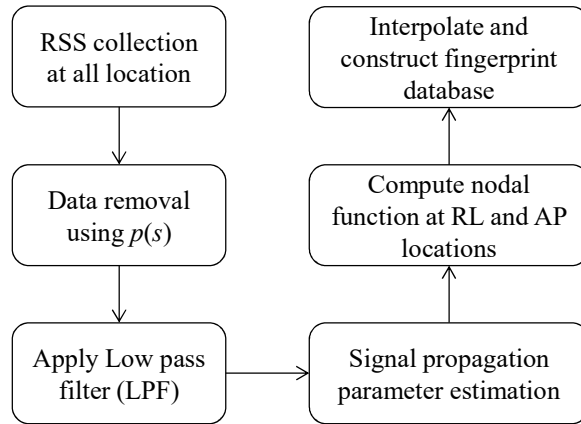 RSS collection
at all location
Data removal
using p(s)
Apply Low pass
filter (LPF)
Signal propagation
parameter estimation
Compute nodal
function at RL and AP
locations
Interpolate and
construct fingerprint
database